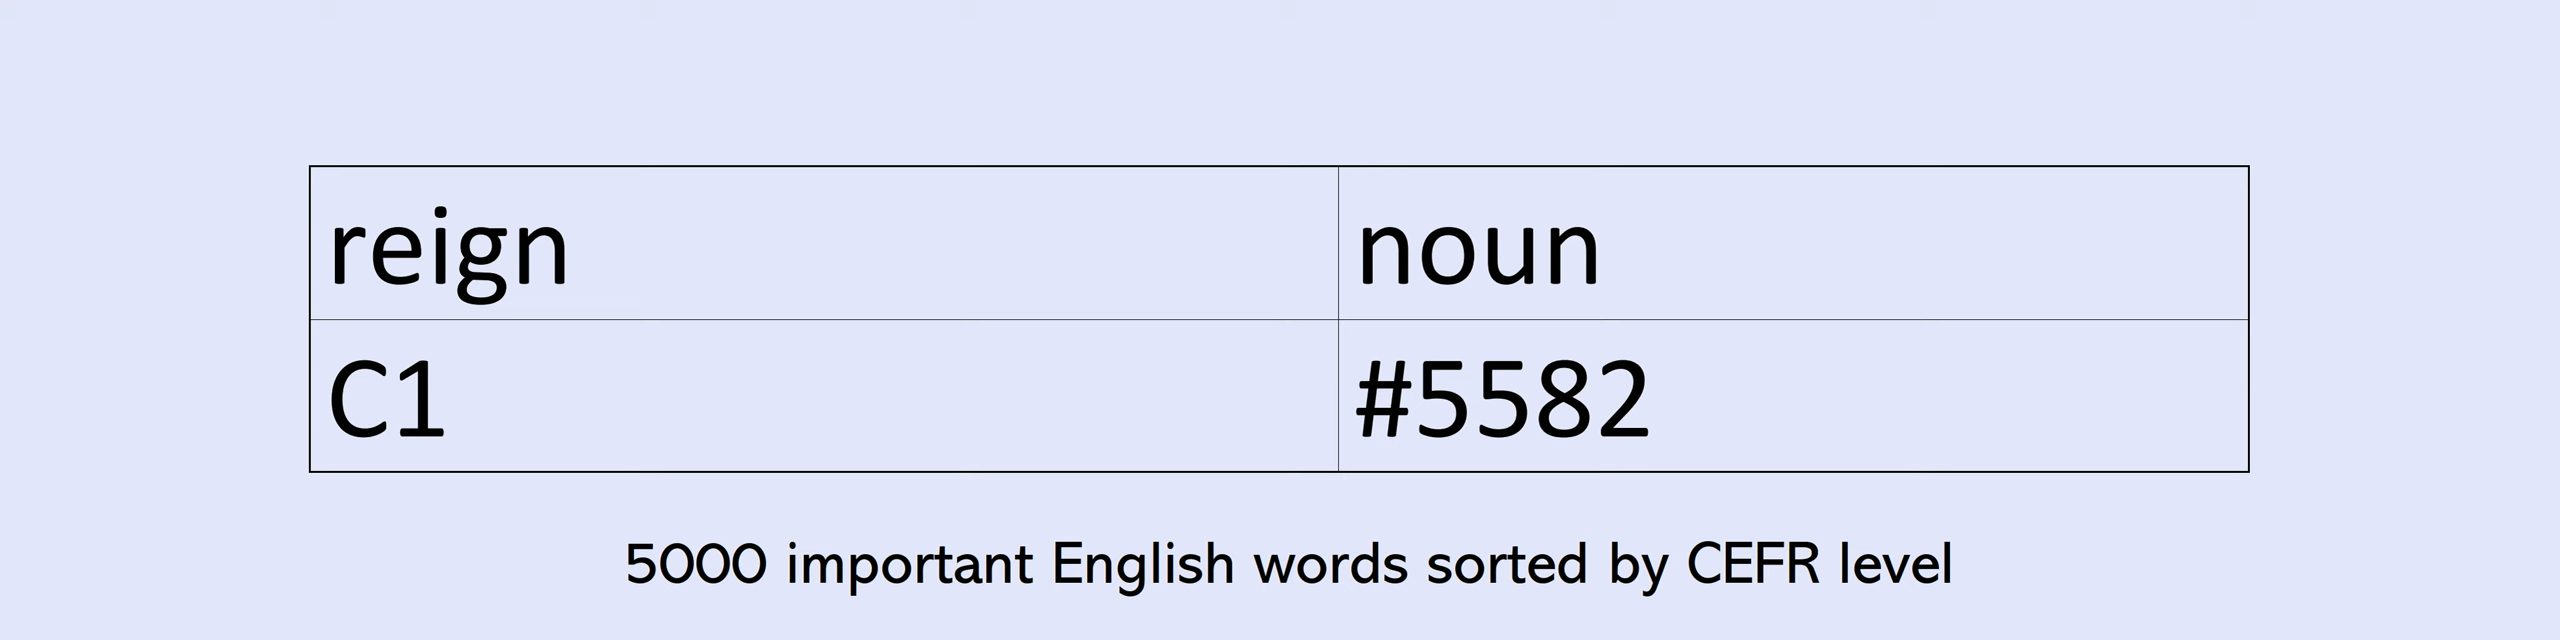 reign noun
C1 #5582
5000 important English words sorted by CEFR level